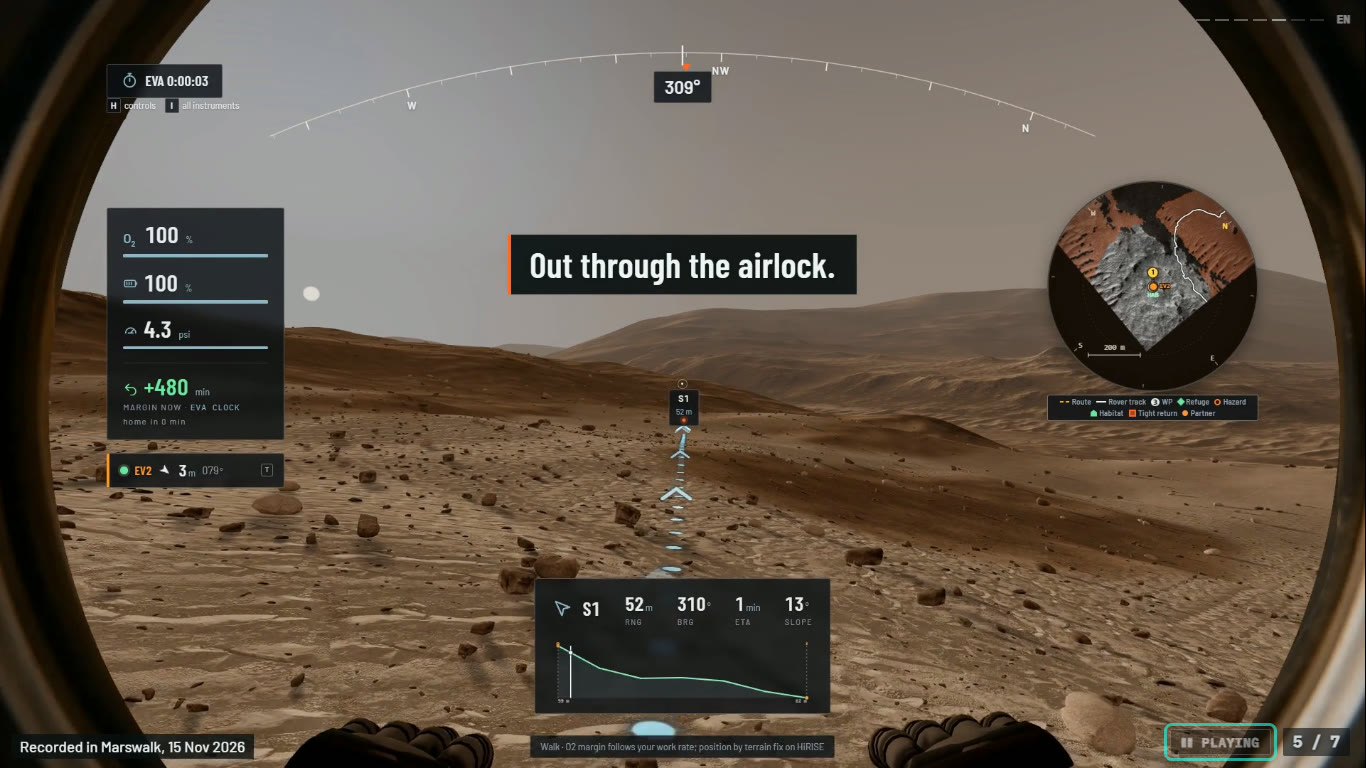 EN
EVA 0:00:03
H controls I all instruments
W
NW
309°
N
O2 100 %
100 %
4.3 psi
+480 min
MARGIN NOW · EVA CLOCK
home in 0 min
EV2 3 m 079° T
Out through the airlock.
W
N
1
EV2
S
200 m
E
Route Rover track 3 WP Refuge Hazard
Habitat Tight return Partner
S1
52 m
S1 52 m 310° 1 min 13°
RNG BRG ETA SLOPE
Walk · O2 margin follows your work rate; position by terrain fix on HiRISE
Recorded in Marswalk, 15 Nov 2026
PLAYING
5 / 7